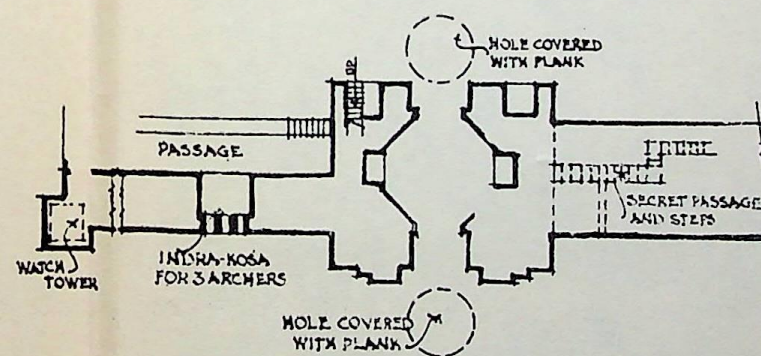 HOLE COVERED
WITH PLANK
UP
PASSAGE
SECRET PASSAGE
AND STEPS
WATCH
TOWER
INDRA-KOSA
FOR 3 ARCHERS
HOLE COVERED
WITH PLANK